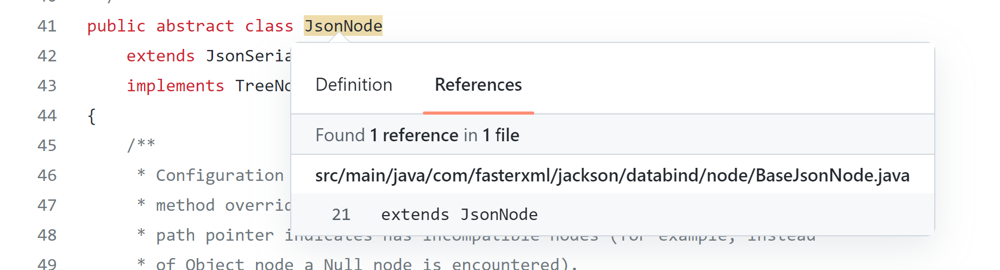 41 public abstract class JsonNode
42 extends JsonSeria
43 implements TreeNo
44 {
45 /**
46 * Configuration
47 * method overrid
48 * path pointer indicates has incompatible nodes (for example, instead
49 * of Object node a Null node is encountered).
Definition References
Found 1 reference in 1 file
src/main/java/com/fasterxml/jackson/databind/node/BaseJsonNode.java
21 extends JsonNode